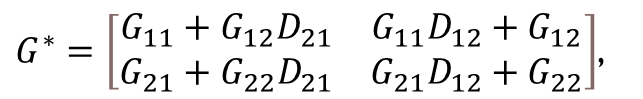 G* = [G₁₁ + G₁₂D₂₁ G₁₁D₁₂ + G₁₂
G₂₁ + G₂₂D₂₁ G₂₁D₁₂ + G₂₂],